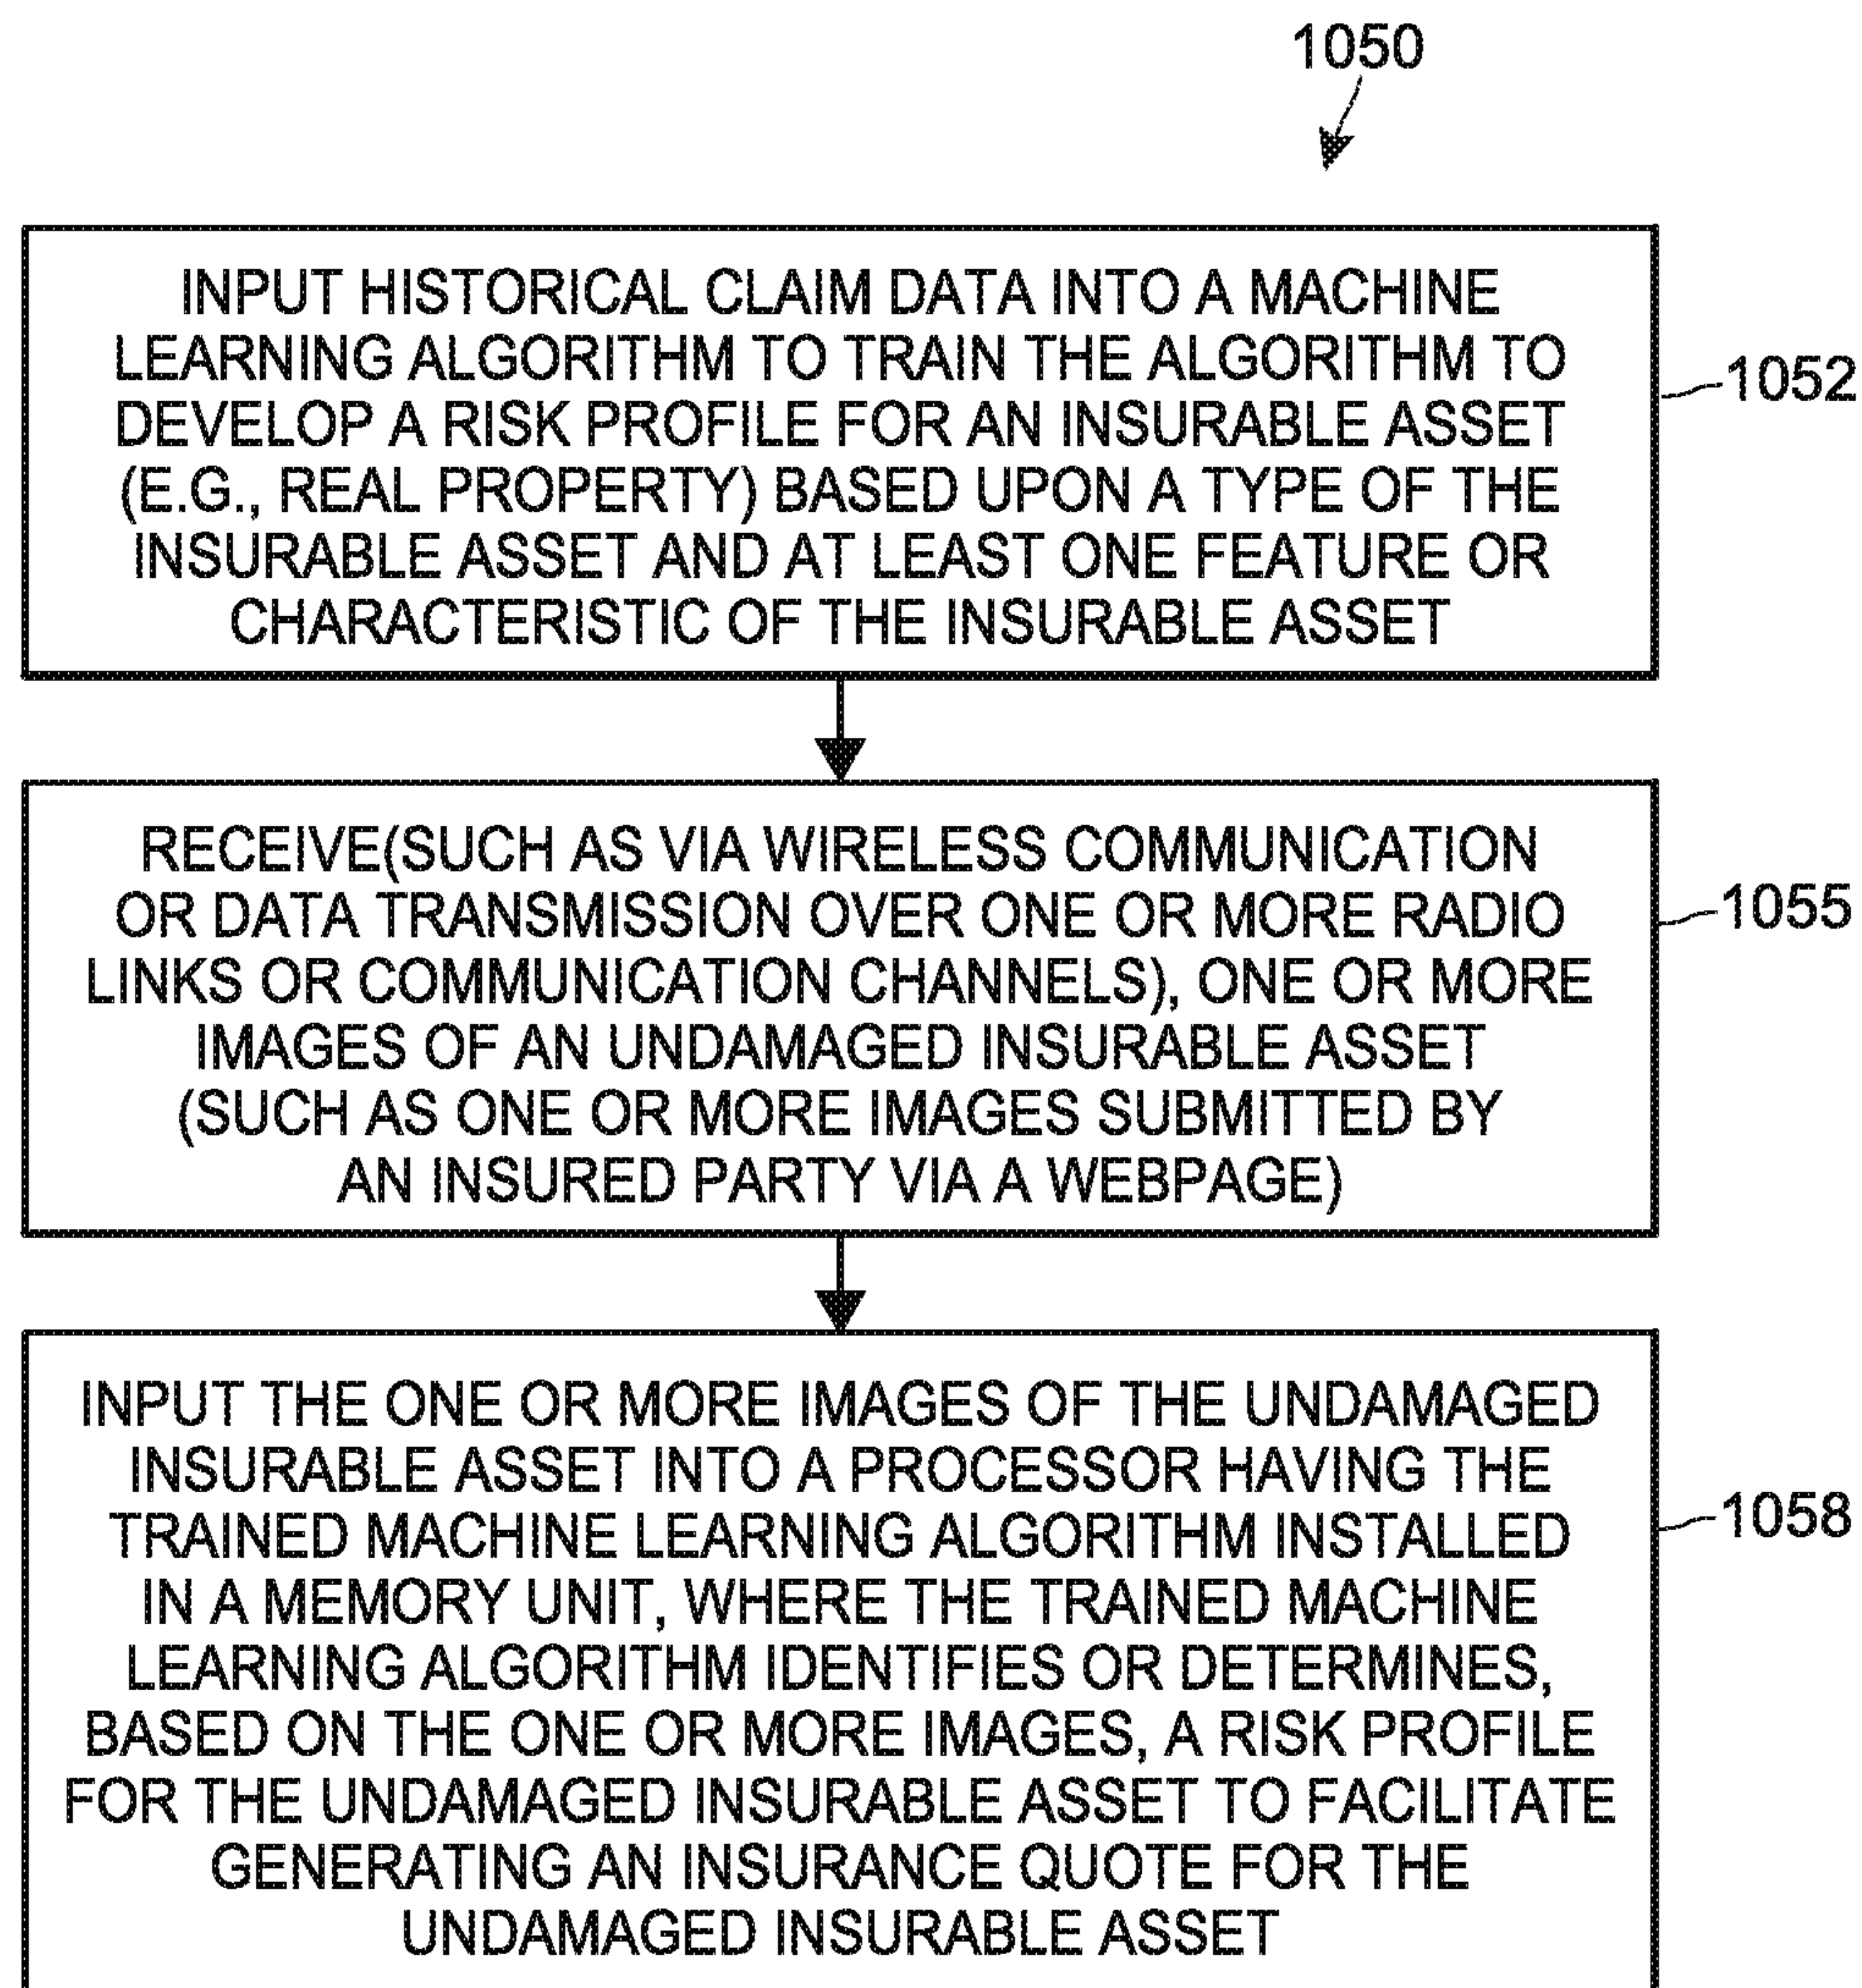 1050
INPUT HISTORICAL CLAIM DATA INTO A MACHINE
LEARNING ALGORITHM TO TRAIN THE ALGORITHM TO
DEVELOP A RISK PROFILE FOR AN INSURABLE ASSET
(E.G., REAL PROPERTY) BASED UPON A TYPE OF THE
INSURABLE ASSET AND AT LEAST ONE FEATURE OR
CHARACTERISTIC OF THE INSURABLE ASSET
1052
RECEIVE(SUCH AS VIA WIRELESS COMMUNICATION
OR DATA TRANSMISSION OVER ONE OR MORE RADIO
LINKS OR COMMUNICATION CHANNELS), ONE OR MORE
IMAGES OF AN UNDAMAGED INSURABLE ASSET
(SUCH AS ONE OR MORE IMAGES SUBMITTED BY
AN INSURED PARTY VIA A WEBPAGE)
1055
INPUT THE ONE OR MORE IMAGES OF THE UNDAMAGED
INSURABLE ASSET INTO A PROCESSOR HAVING THE
TRAINED MACHINE LEARNING ALGORITHM INSTALLED
IN A MEMORY UNIT, WHERE THE TRAINED MACHINE
LEARNING ALGORITHM IDENTIFIES OR DETERMINES,
BASED ON THE ONE OR MORE IMAGES, A RISK PROFILE
FOR THE UNDAMAGED INSURABLE ASSET TO FACILITATE
GENERATING AN INSURANCE QUOTE FOR THE
UNDAMAGED INSURABLE ASSET
1058